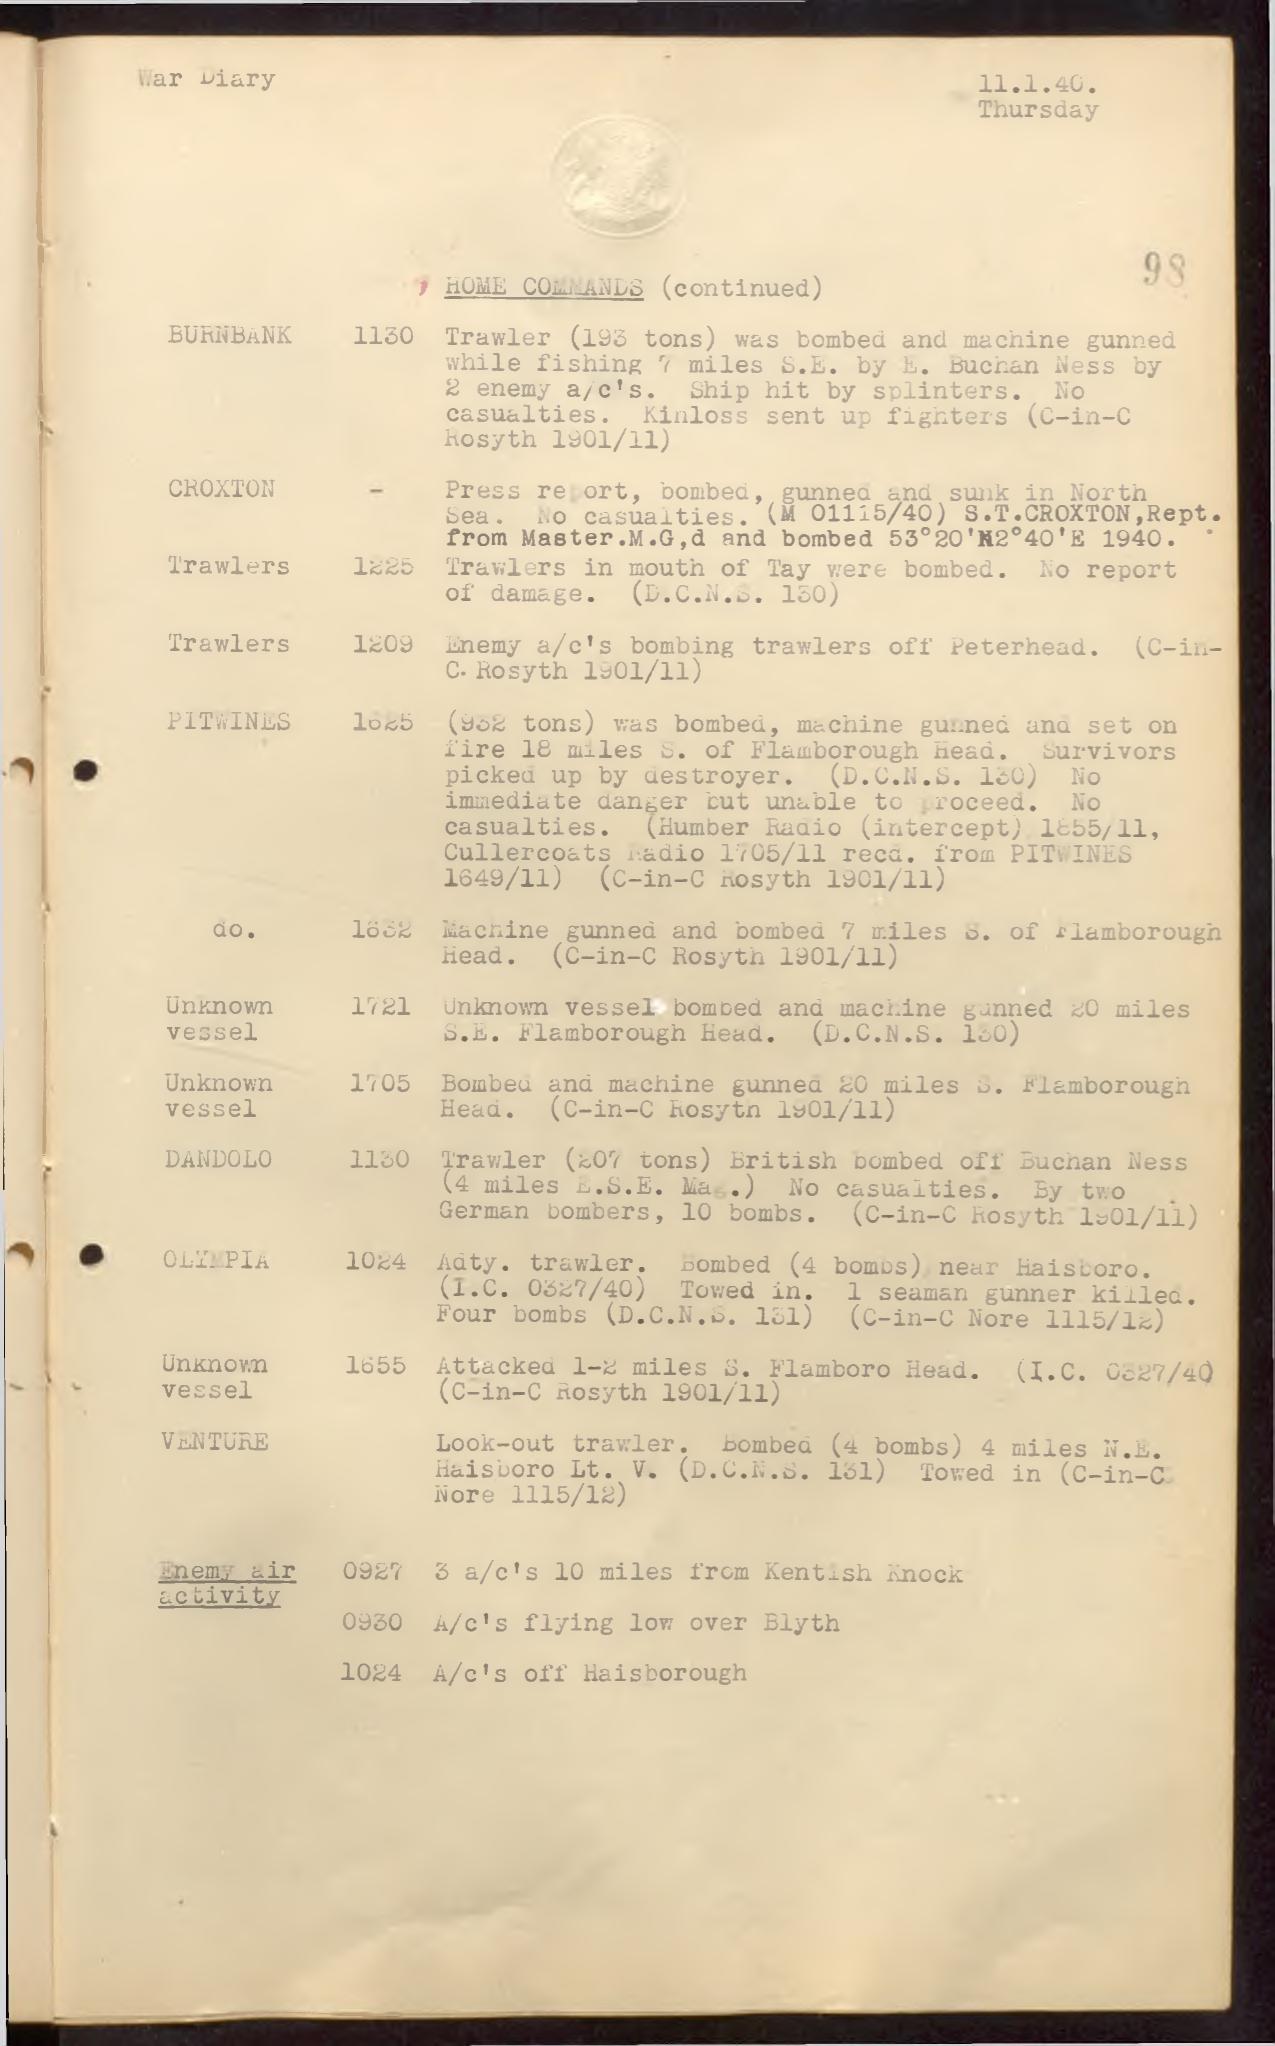 War Diary
11.1.40.
Thursday
98
HOME COMMANDS (continued)
BURNBANK 1130 Trawler (193 tons) was bombed and machine gunned
while fishing 7 miles S.E. by E. Buchan Ness by
2 enemy a/c's. Ship hit by splinters. No
casualties. Kinloss sent up fighters (C-in-C
Rosyth 1901/11)
CROXTON - Press report, bombed, gunned and sunk in North
Sea. No casualties. (M 01115/40) S.T.CROXTON,Rept.
from Master.M.G,d and bombed 53°20'N2°40'E 1940.
Trawlers 1225 Trawlers in mouth of Tay were bombed. No report
of damage. (D.C.N.S. 130)
Trawlers 1209 Enemy a/c's bombing trawlers off Peterhead. (C-in-
C. Rosyth 1901/11)
PITWINES 1625 (932 tons) was bombed, machine gunned and set on
fire 18 miles S. of Flamborough Head. Survivors
picked up by destroyer. (D.C.N.S. 130) No
immediate danger but unable to proceed. No
casualties. (Humber Radio (intercept) 1855/11,
Cullercoats Radio 1705/11 recd. from PITWINES
1649/11) (C-in-C Rosyth 1901/11)
do. 1632 Machine gunned and bombed 7 miles S. of Flamborough
Head. (C-in-C Rosyth 1901/11)
Unknown 1721 Unknown vessel bombed and machine gunned 20 miles
vessel S.E. Flamborough Head. (D.C.N.S. 130)
Unknown 1705 Bombed and machine gunned 20 miles S. Flamborough
vessel Head. (C-in-C Rosyth 1901/11)
DANDOLO 1130 Trawler (207 tons) British bombed off Buchan Ness
(4 miles E.S.E. Mag.) No casualties. By two
German bombers, 10 bombs. (C-in-C Rosyth 1901/11)
OLYMPIA 1024 Adty. trawler. Bombed (4 bombs) near Haisboro.
(I.C. 0327/40) Towed in. 1 seaman gunner killed.
Four bombs (D.C.N.S. 131) (C-in-C Nore 1115/12)
Unknown 1655 Attacked 1-2 miles S. Flamboro Head. (I.C. 0327/40
vessel (C-in-C Rosyth 1901/11)
VENTURE Look-out trawler. Bombed (4 bombs) 4 miles N.E.
Haisboro Lt. V. (D.C.N.S. 131) Towed in (C-in-C
Nore 1115/12)
Enemy air 0927 3 a/c's 10 miles from Kentish Knock
activity
0930 A/c's flying low over Blyth
1024 A/c's off Haisborough